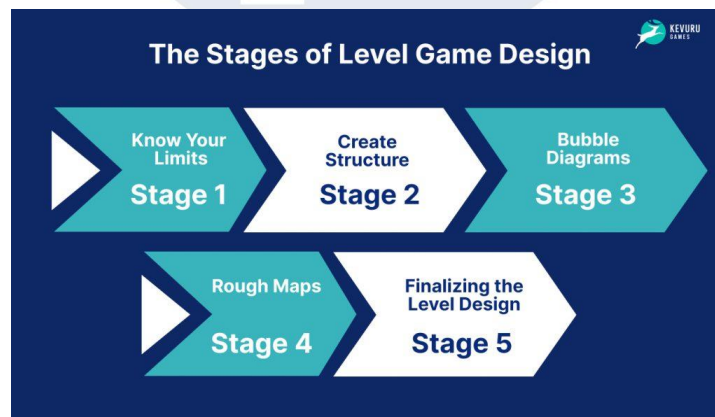 KEVURU
GAMES
The Stages of Level Game Design
Know Your
Limits
Stage 1
Create
Structure
Stage 2
Bubble
Diagrams
Stage 3
Rough Maps
Stage 4
Finalizing the
Level Design
Stage 5